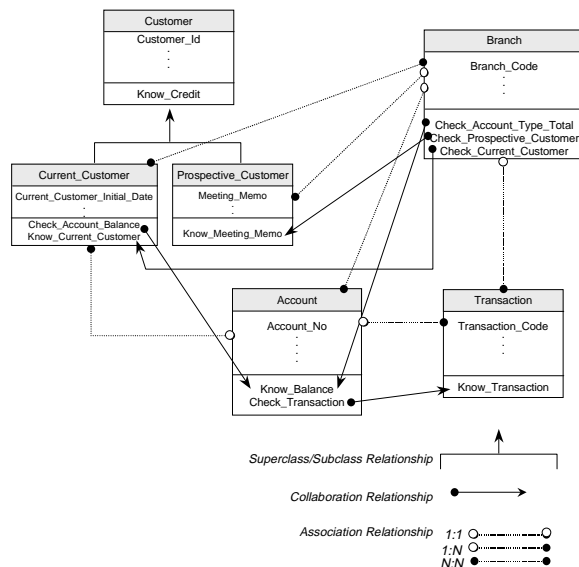 Customer
Customer_Id
Know_Credit
Branch
Branch_Code
Check_Account_Type_Total
Check_Prospective_Customer
Check_Current_Customer
Current_Customer
Current_Customer_Initial_Date
Check_Account_Balance
Know_Current_Customer
Prospective_Customer
Meeting_Memo
Know_Meeting_Memo
Account
Account_No
Know_Balance
Check_Transaction
Transaction
Transaction_Code
Know_Transaction
Superclass/Subclass Relationship
Collaboration Relationship
Association Relationship
1:1
1:N
N:N